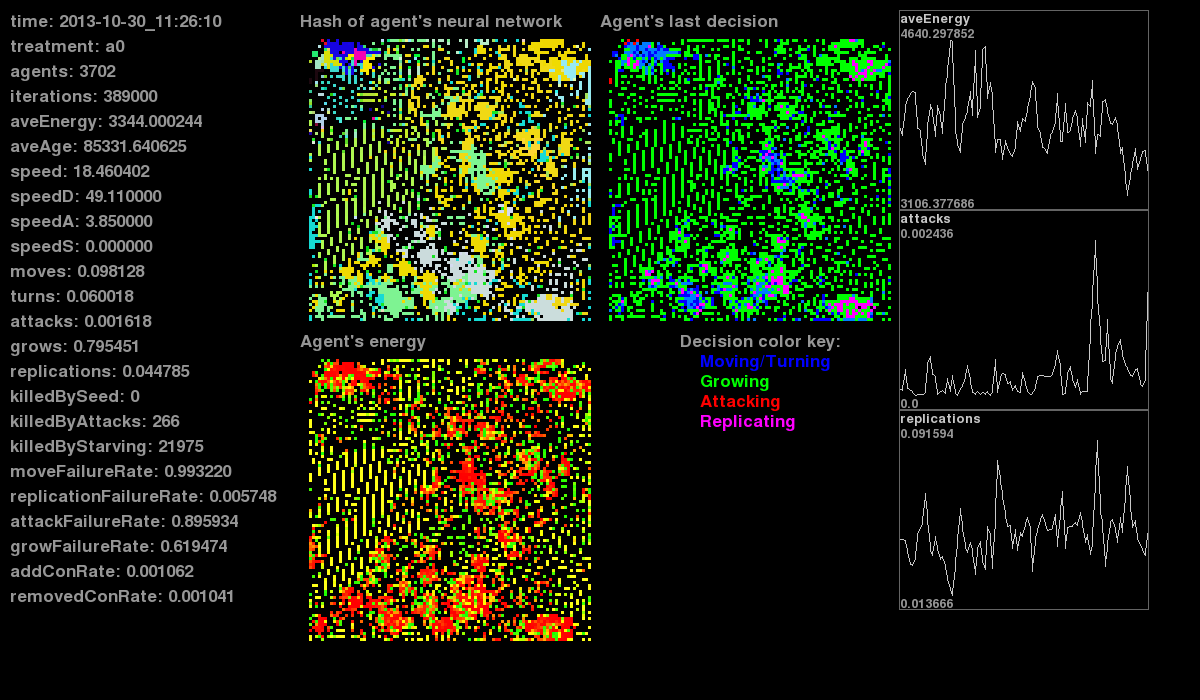 time: 2013-10-30_11:26:10
treatment: a0
agents: 3702
iterations: 389000
aveEnergy: 3344.000244
aveAge: 85331.640625
speed: 18.460402
speedD: 49.110000
speedA: 3.850000
speedS: 0.000000
moves: 0.098128
turns: 0.060018
attacks: 0.001618
grows: 0.795451
replications: 0.044785
killedBySeed: 0
killedByAttacks: 266
killedByStarving: 21975
moveFailureRate: 0.993220
replicationFailureRate: 0.005748
attackFailureRate: 0.895934
growFailureRate: 0.619474
addConRate: 0.001062
removedConRate: 0.001041
Hash of agent's neural network
Agent's last decision
Agent's energy
Decision color key:
Moving/Turning
Growing
Attacking
Replicating
aveEnergy
4640.297852
3106.377686
attacks
0.002436
0.0
replications
0.091594
0.013666